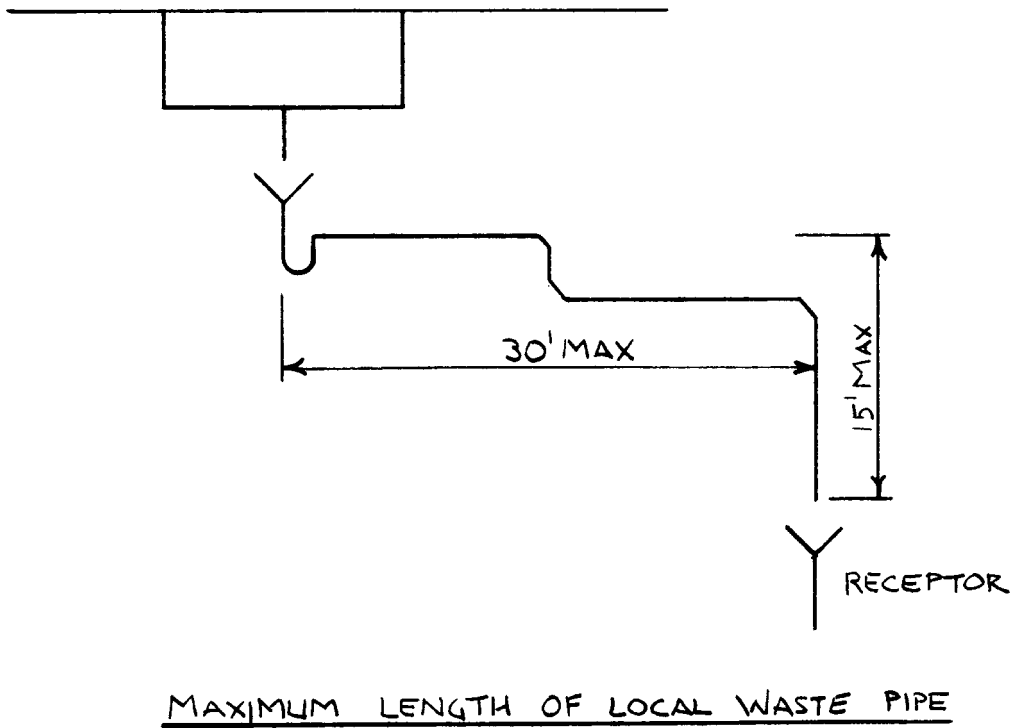 30' MAX
15' MAX
RECEPTOR
MAXIMUM LENGTH OF LOCAL WASTE PIPE